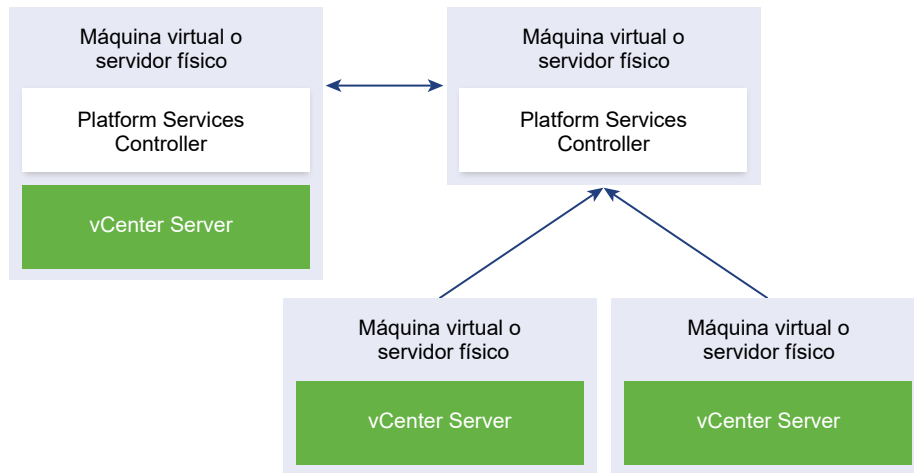 Máquina virtual o
servidor físico
Platform Services
Controller
vCenter Server
Máquina virtual o
servidor físico
Platform Services
Controller
Máquina virtual o
servidor físico
vCenter Server
Máquina virtual o
servidor físico
vCenter Server